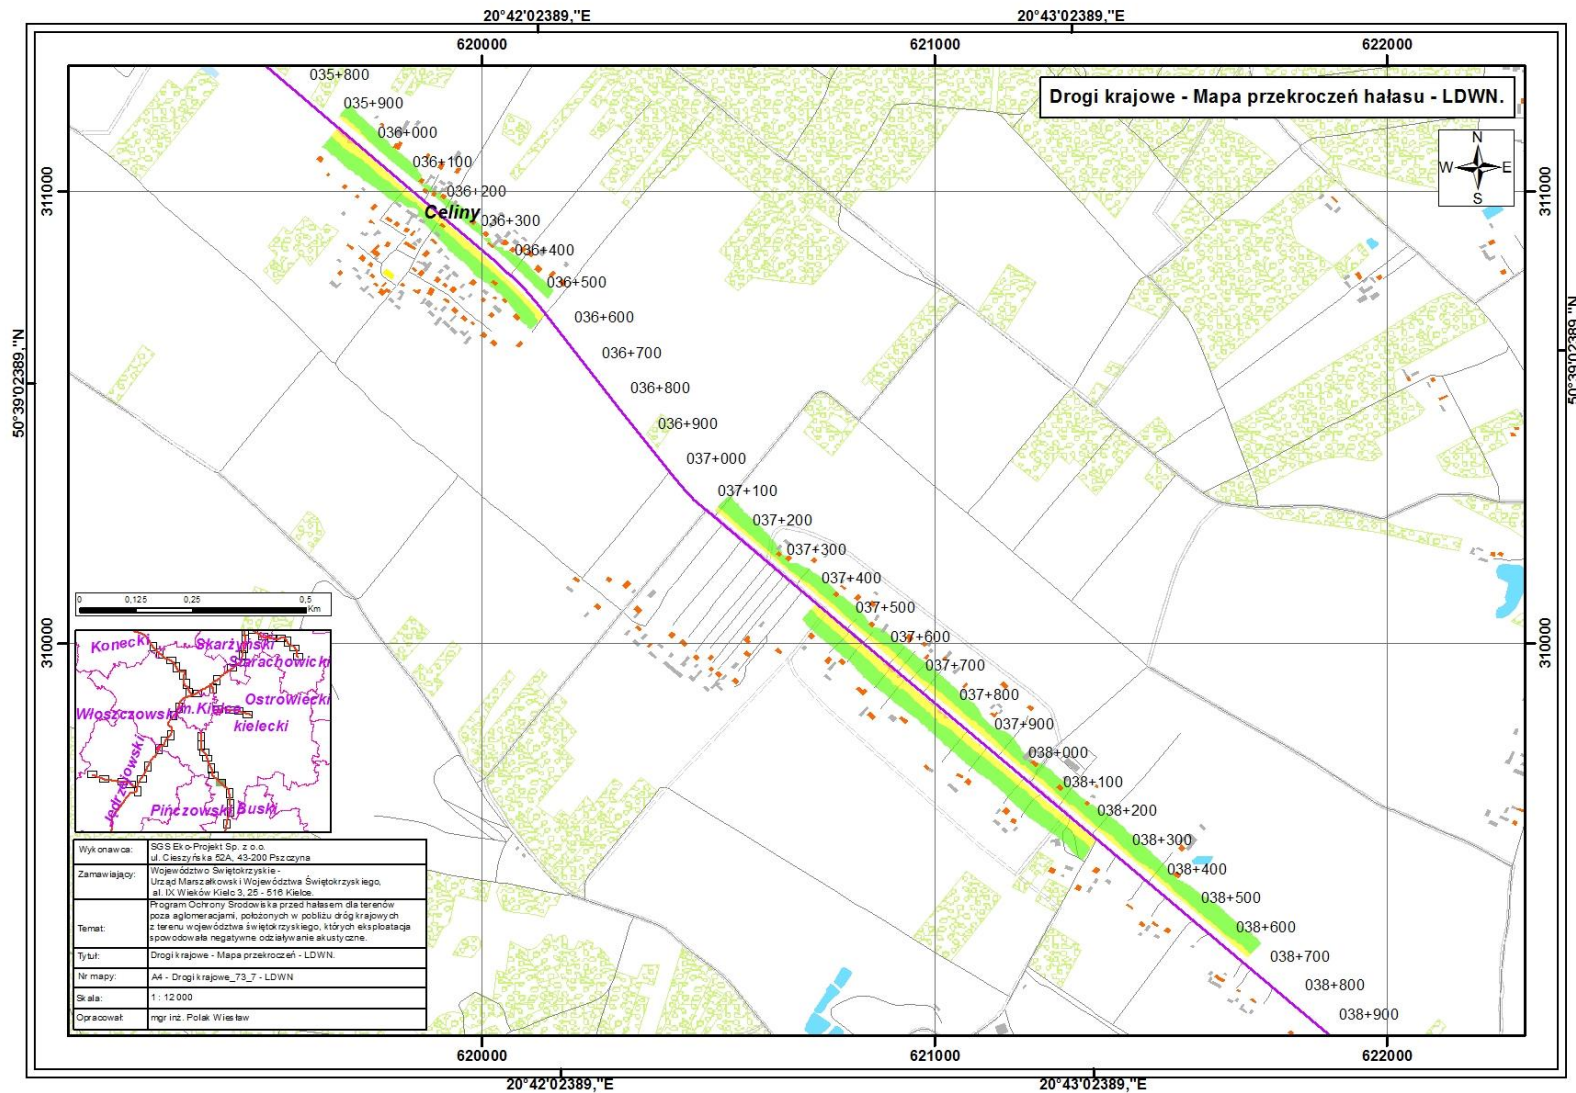 20°42'02389,"E
20°43'02389,"E
620000
621000
622000
Drogi krajowe - Mapa przekroczeń hałasu - LDWN.
N
W
E
S
311000
311000
50°39'02389,"N
50°39'02389,"N
310000
310000
035+800
035+900
036+000
036+100
036+200
Celiny
036+300
036+400
036+500
036+600
036+700
036+800
036+900
037+000
037+100
037+200
037+300
037+400
037+500
037+600
037+700
037+800
037+900
038+000
038+100
038+200
038+300
038+400
038+500
038+600
038+700
038+800
038+900
0
0,125
0,25
0,5
Km
Konecki
Skarżyski
Starachowicki
Ostrowiecki
Włoszczowski
m.Kielce
kielecki
Jędrzejowski
Pińczowski
Buski
Wykonawca:
SGS Eko-Projekt Sp. z o.o.
ul. Cieszyńska 52A, 43-200 Pszczyna
Zamawiający:
Województwo Świętokrzyskie -
Urząd Marszałkowski Województwa Świętokrzyskiego,
al. IX Wieków Kielc 3, 25 - 516 Kielce.
Temat:
Program Ochrony Środowiska przed hałasem dla terenów
poza aglomeracjami, położonych w pobliżu dróg krajowych
z terenu województwa świętokrzyskiego, których eksploatacja
spowodowała negatywne odziaływanie akustyczne.
Tytuł:
Drogi krajowe - Mapa przekroczeń - LDWN.
Nr mapy:
A4 - Drogi krajowe_73_7 - LDWN
Skala:
1 : 12 000
Opracował:
mgr inż. Polak Wiesław
620000
621000
622000
20°42'02389,"E
20°43'02389,"E